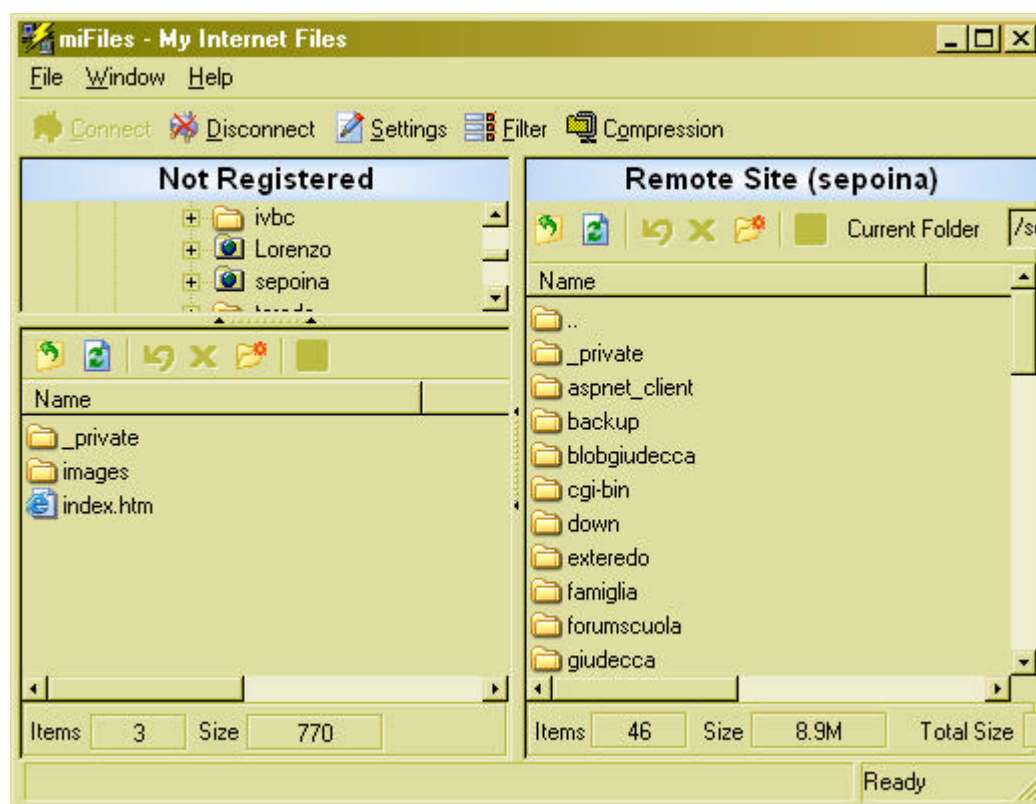 miFiles - My Internet Files
File Window Help
Connect Disconnect Settings Filter Compression
Not Registered
ivbc
Lorenzo
sepoina
Name
_private
images
index.htm
Items 3 Size 770
Remote Site (sepoina)
Current Folder
Name
..
_private
aspnet_client
backup
blobgiudecca
cgi-bin
down
exteredo
famiglia
forumscuola
giudecca
Items 46 Size 8.9M Total Size
Ready